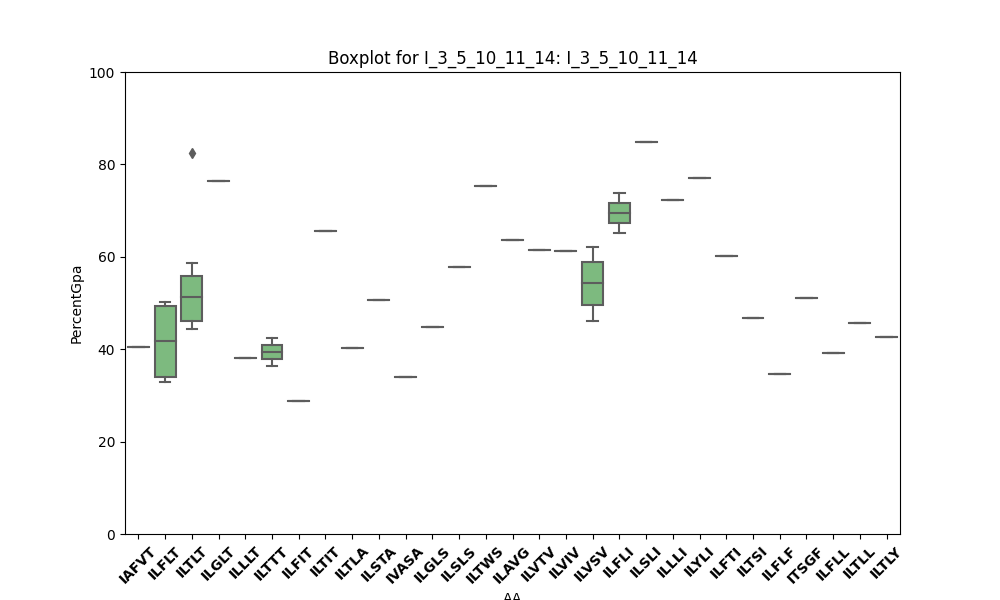 Boxplot for I_3_5_10_11_14: I_3_5_10_11_14
100
80
60
40
20
0
PercentGpa
IAFVT
ILFLT
ILTLT
ILGLT
ILLLT
ILTTT
ILFIT
ILTIT
ILTLA
ILSTA
IVASA
ILGLS
ILSLS
ILTWS
ILAVG
ILVTV
ILVIV
ILVSV
ILFLI
ILSLI
ILLLI
ILYLI
ILFTI
ILTSI
ILFLF
ITSGF
ILFLL
ILTLL
ILTLY
AA